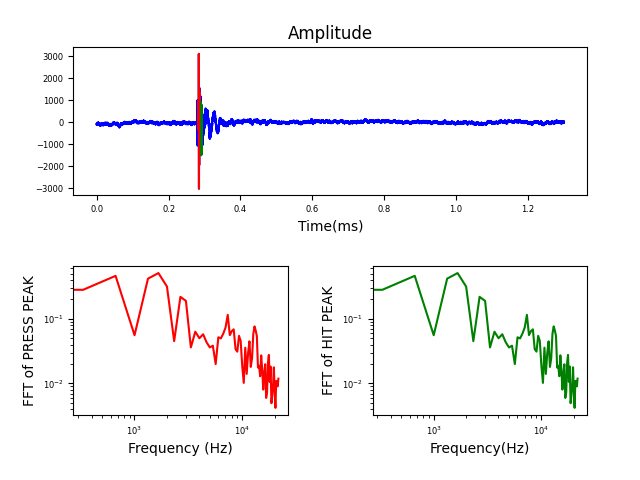 Amplitude
3000
2000
1000
0
−1000
−2000
−3000
0.0 0.2 0.4 0.6 0.8 1.0 1.2
Time(ms)
FFT of PRESS PEAK
10⁻¹
10⁻²
10³ 10⁴
Frequency (Hz)
FFT of HIT PEAK
10⁻¹
10⁻²
10³ 10⁴
Frequency(Hz)